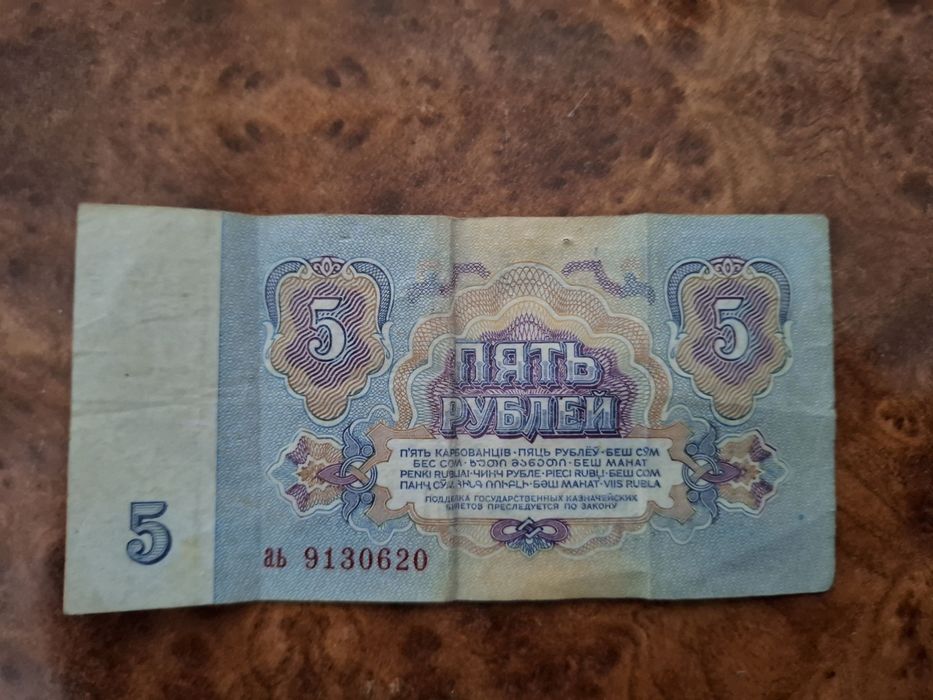 5
5
ПЯТЬ
РУБЛЕЙ
П'ЯТЬ КАРБОВАНЦІВ · ПЯЦЬ РУБЛЁЎ · БЕШ СЎМ
БЕС СОМ · ხუთი მანეთი · БЕШ МАНАТ
PENKI RUBLIAI · ЧИНЧЬ РУБЛЕ · PIECI RUBĻI · БЕШ СОМ
ПАНҶ СӮМ · ՀԻՆԳ ՌՈՒԲԼԻ · БӘШ МАНАТ · VIIS RUBLA
ПОДДЕЛКА ГОСУДАРСТВЕННЫХ КАЗНАЧЕЙСКИХ
БИЛЕТОВ ПРЕСЛЕДУЕТСЯ ПО ЗАКОНУ
5
аь 9130620